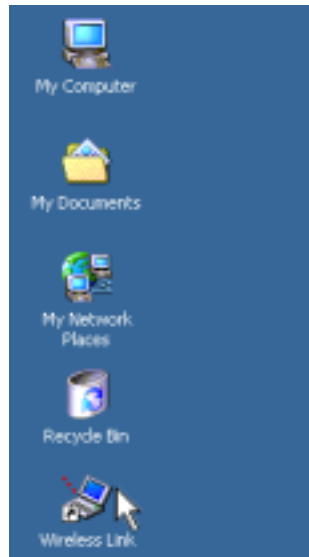 My Computer
My Documents
My Network
Places
Recycle Bin
Wireless Link